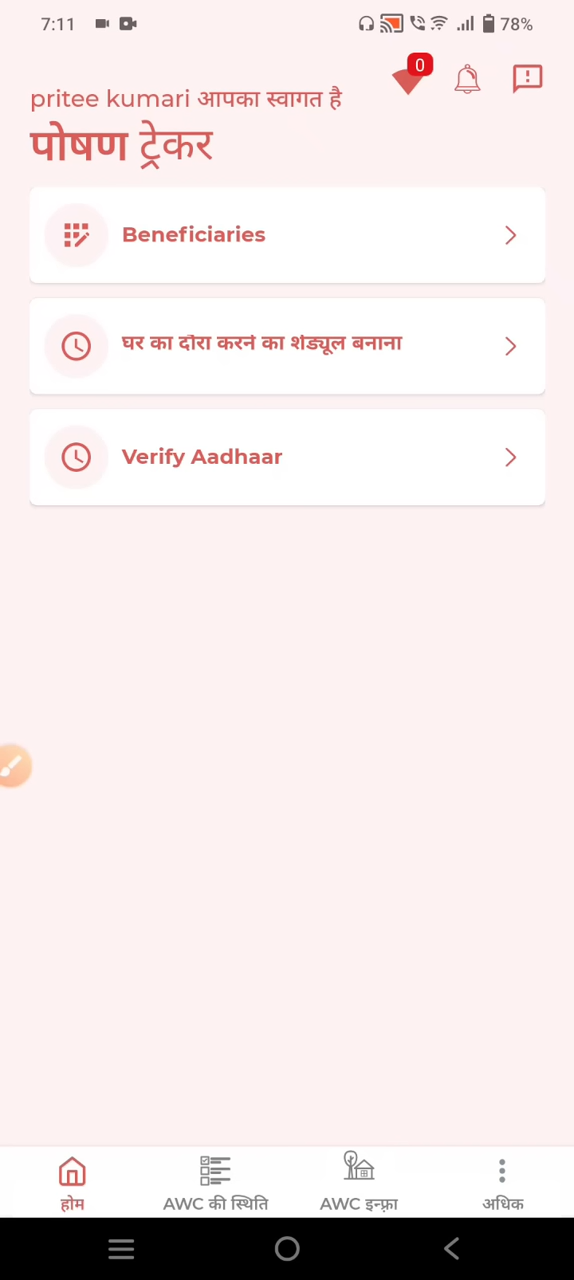 7:11
78%
0
pritee kumari आपका स्वागत है
पोषण ट्रेकर
Beneficiaries
घर का दौरा करने का शेड्यूल बनाना
Verify Aadhaar
होम
AWC की स्थिति
AWC इन्फ्रा
अधिक